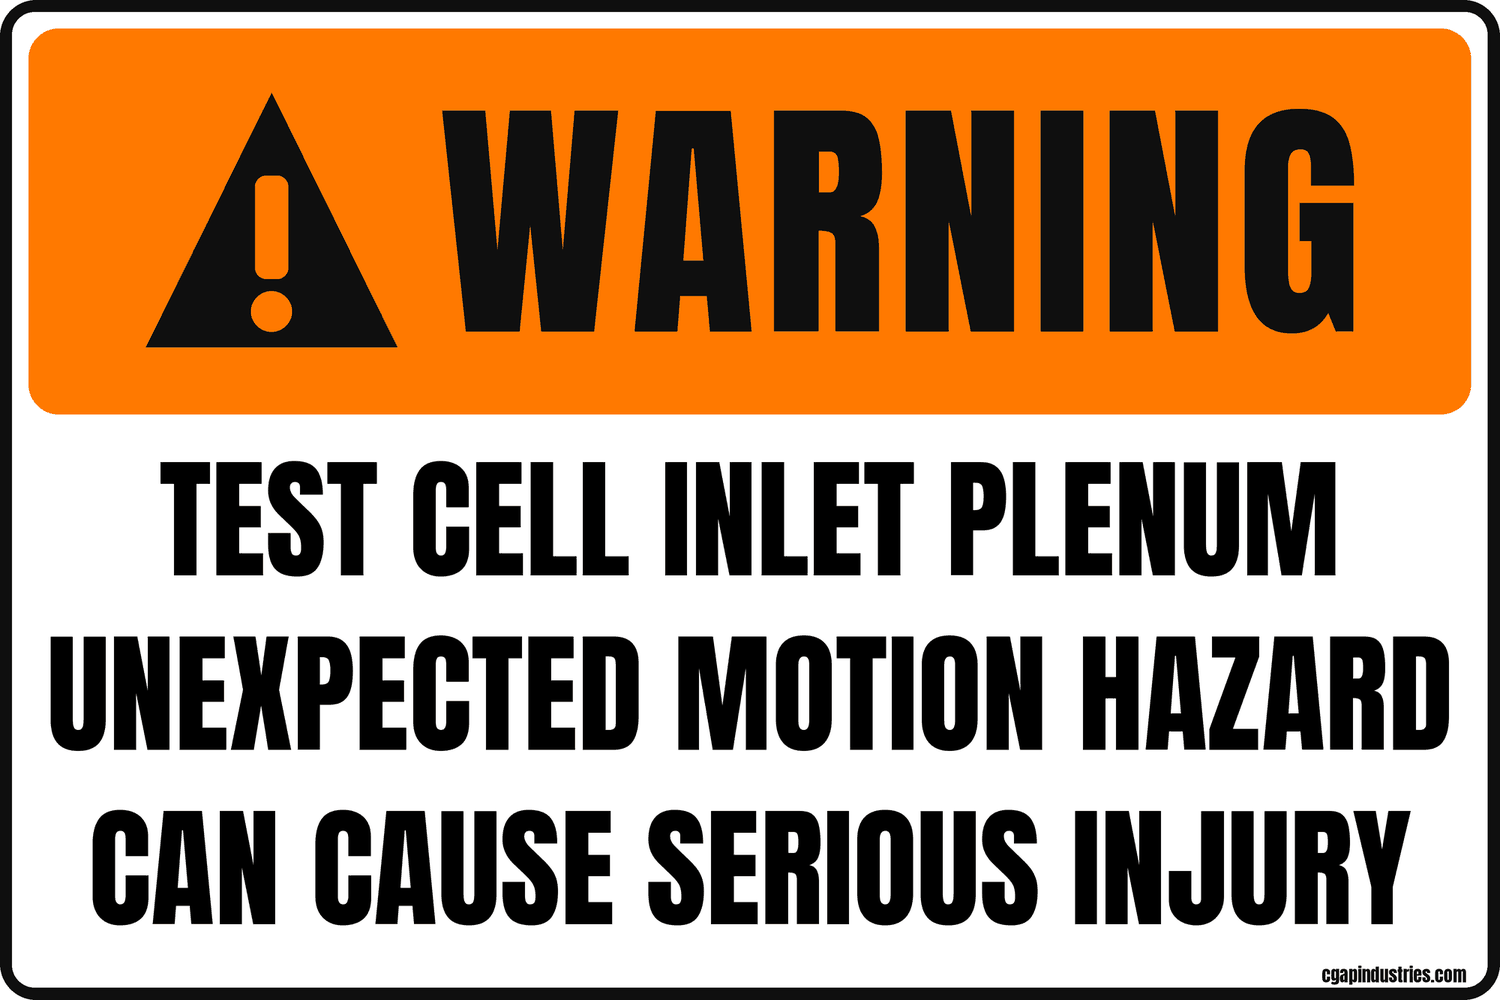 WARNING
TEST CELL INLET PLENUM
UNEXPECTED MOTION HAZARD
CAN CAUSE SERIOUS INJURY
cgapindustries.com